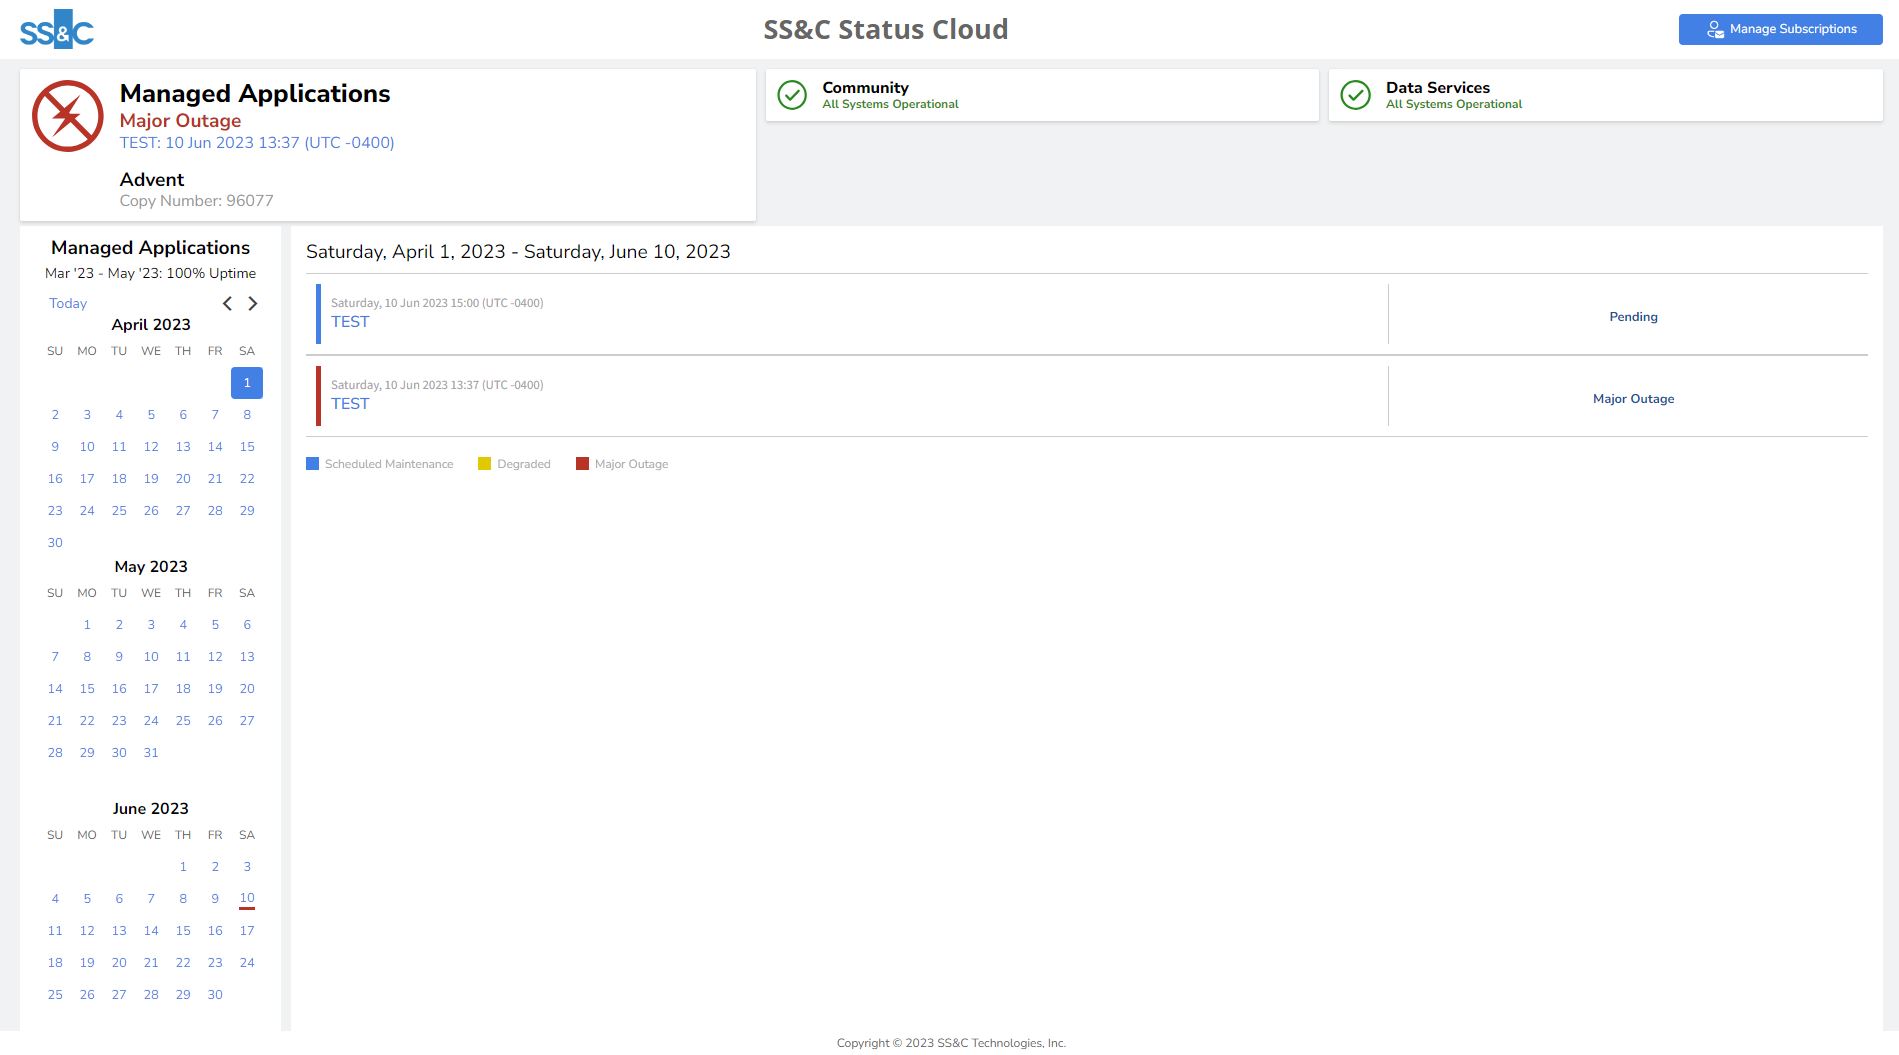 SS&C
SS&C Status Cloud
Manage Subscriptions
Managed Applications
Major Outage
TEST: 10 Jun 2023 13:37 (UTC -0400)
Advent
Copy Number: 96077
Community
All Systems Operational
Data Services
All Systems Operational
Managed Applications
Mar '23 - May '23: 100% Uptime
Today
April 2023
SU MO TU WE TH FR SA
1
2 3 4 5 6 7 8
9 10 11 12 13 14 15
16 17 18 19 20 21 22
23 24 25 26 27 28 29
30
May 2023
SU MO TU WE TH FR SA
1 2 3 4 5 6
7 8 9 10 11 12 13
14 15 16 17 18 19 20
21 22 23 24 25 26 27
28 29 30 31
June 2023
SU MO TU WE TH FR SA
1 2 3
4 5 6 7 8 9 10
11 12 13 14 15 16 17
18 19 20 21 22 23 24
25 26 27 28 29 30
Saturday, April 1, 2023 - Saturday, June 10, 2023
Saturday, 10 Jun 2023 15:00 (UTC -0400)
TEST
Pending
Saturday, 10 Jun 2023 13:37 (UTC -0400)
TEST
Major Outage
Scheduled Maintenance Degraded Major Outage
Copyright © 2023 SS&C Technologies, Inc.